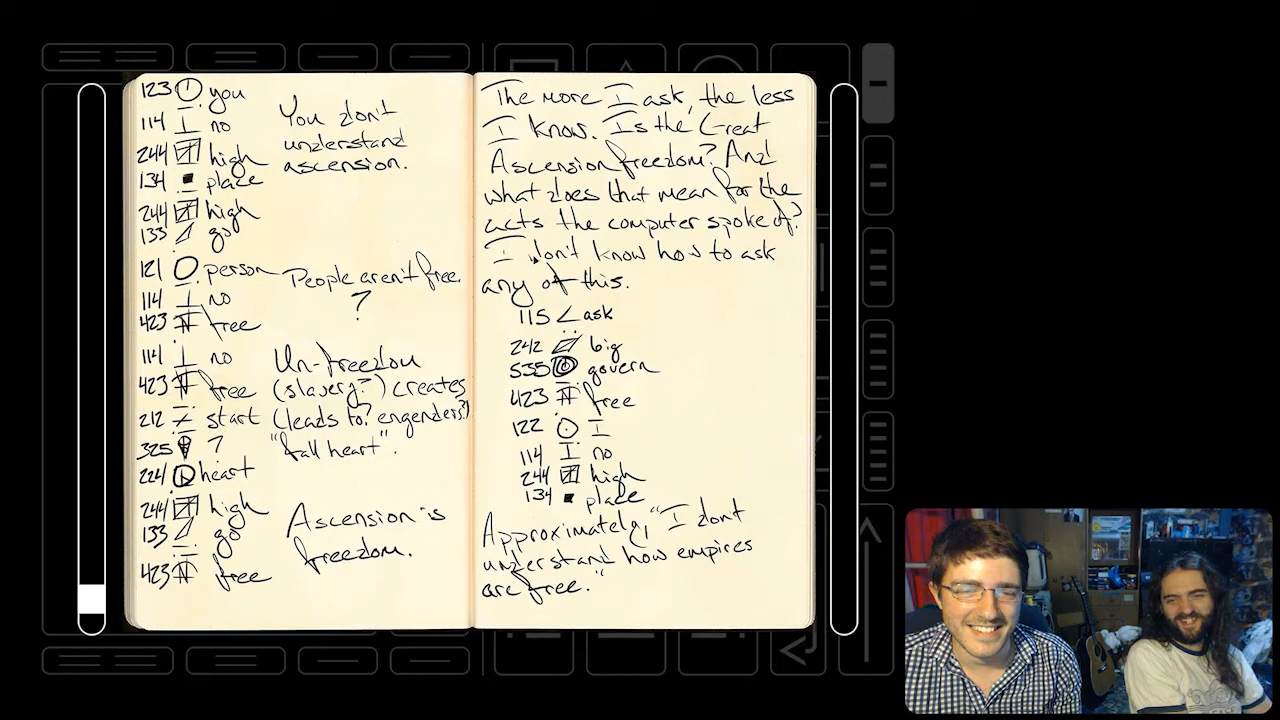 123 you
114 no
244 high
134 place
244 high
133 go
You don't
understand
ascension.
121 person
114 no
423 free
People aren't free.
?
114 no
423 free
212 start
325 ?
224 heart
Un-freedom
(slavery?) creates
(leads to? engenders?)
"fall heart".
244 high
133 go
423 free
Ascension is
freedom.
The more I ask, the less
I know. Is the Great
Ascension freedom? And
what does that mean for the
acts the computer spoke of?
I don't know how to ask
any of this.
115 ask
242 big
535 govern
423 free
122 I
114 no
244 high
134 place
Approximately, "I dont
understand how empires
are free."